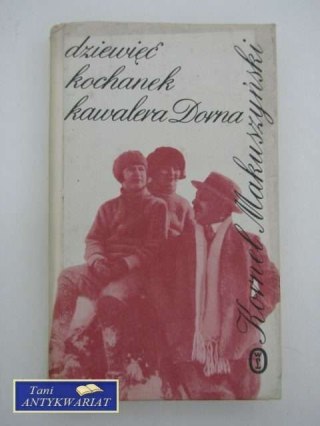 dziewięć
kochanek
kawalera Dorna
Kornel Makuszyński
Tani
ANTYKWARIAT